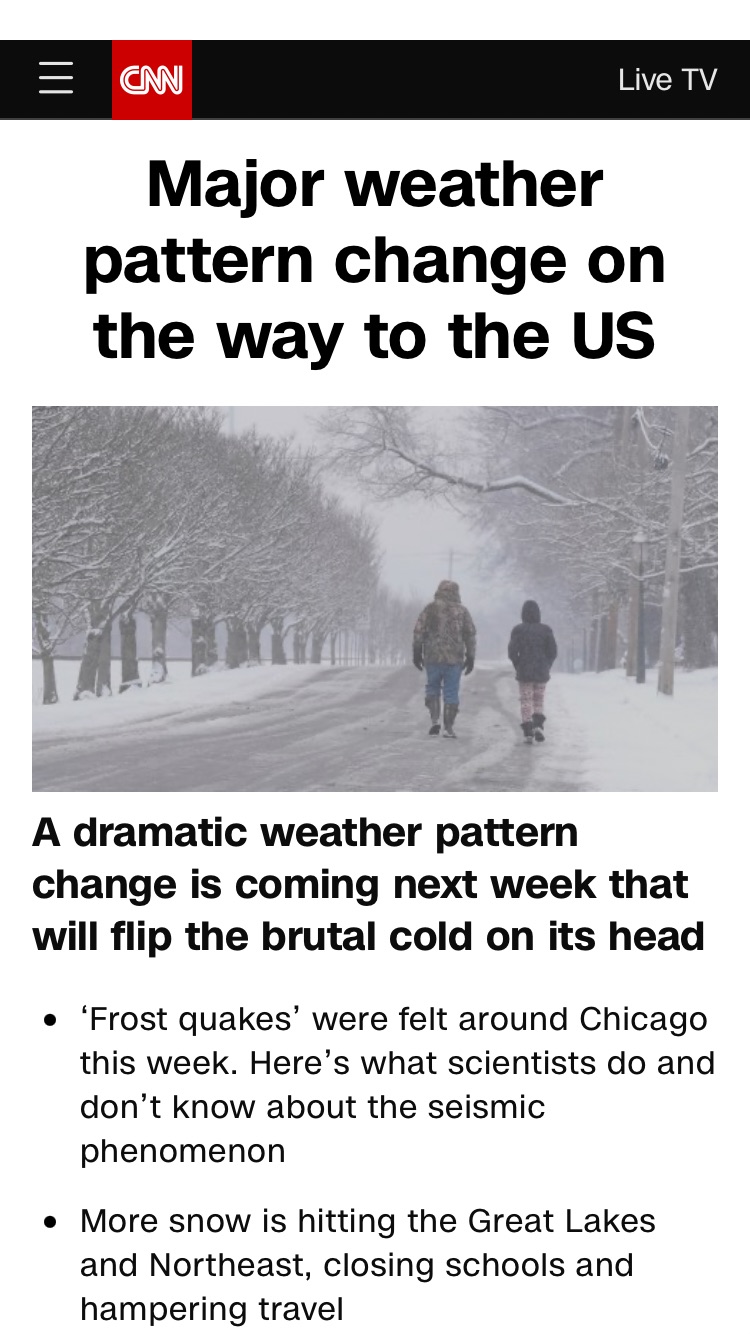 CNN
Live TV
Major weather
pattern change on
the way to the US
A dramatic weather pattern
change is coming next week that
will flip the brutal cold on its head
• ‘Frost quakes’ were felt around Chicago
this week. Here’s what scientists do and
don’t know about the seismic
phenomenon
• More snow is hitting the Great Lakes
and Northeast, closing schools and
hampering travel